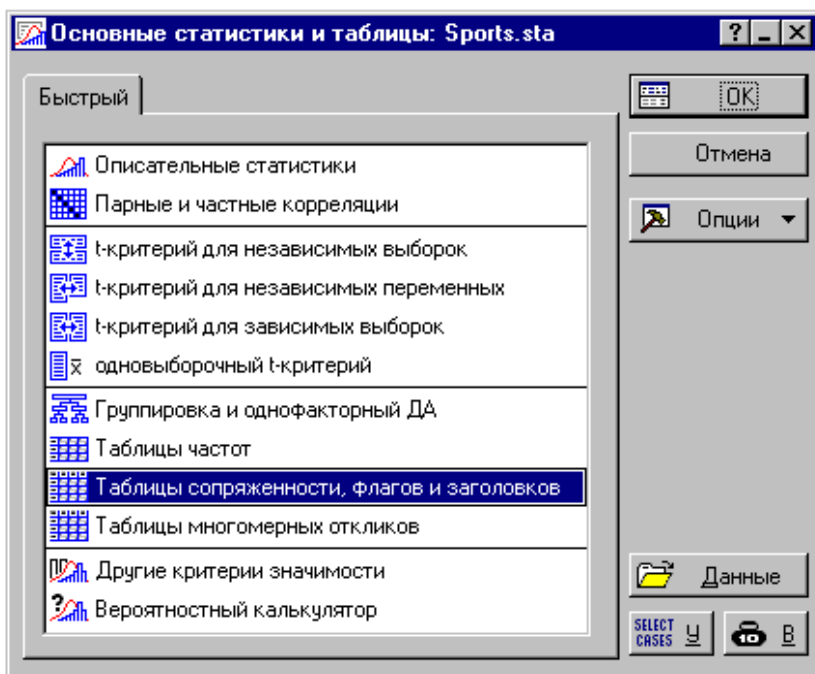 Основные статистики и таблицы: Sports.sta
Быстрый
Описательные статистики
Парные и частные корреляции
t-критерий для независимых выборок
t-критерий для независимых переменных
t-критерий для зависимых выборок
x одновыборочный t-критерий
Группировка и однофакторный ДА
Таблицы частот
Таблицы сопряженности, флагов и заголовков
Таблицы многомерных откликов
Другие критерии значимости
? Вероятностный калькулятор
OK
Отмена
Опции
Данные
SELECT CASES У
10 В